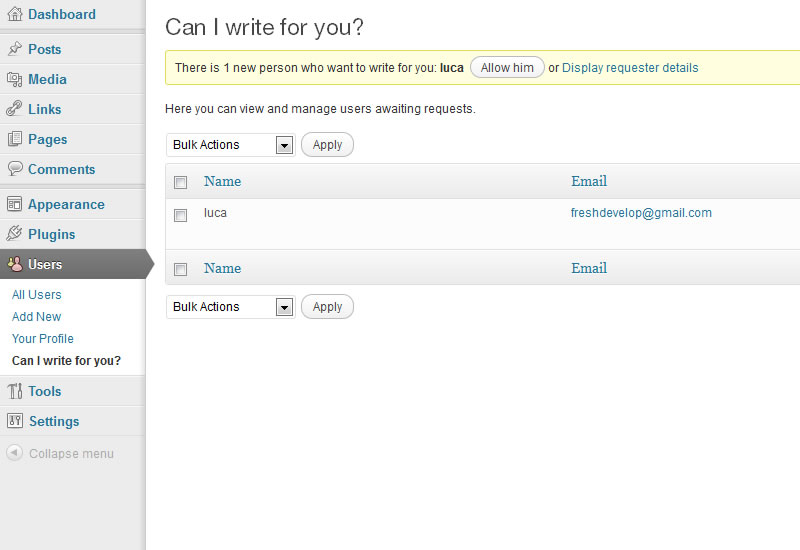 Dashboard
Posts
Media
Links
Pages
Comments
Appearance
Plugins
Users
All Users
Add New
Your Profile
Can I write for you?
Tools
Settings
Collapse menu
Can I write for you?
There is 1 new person who want to write for you: luca Allow him or Display requester details
Here you can view and manage users awaiting requests.
Bulk Actions Apply
Name Email
luca freshdevelop@gmail.com
Name Email
Bulk Actions Apply